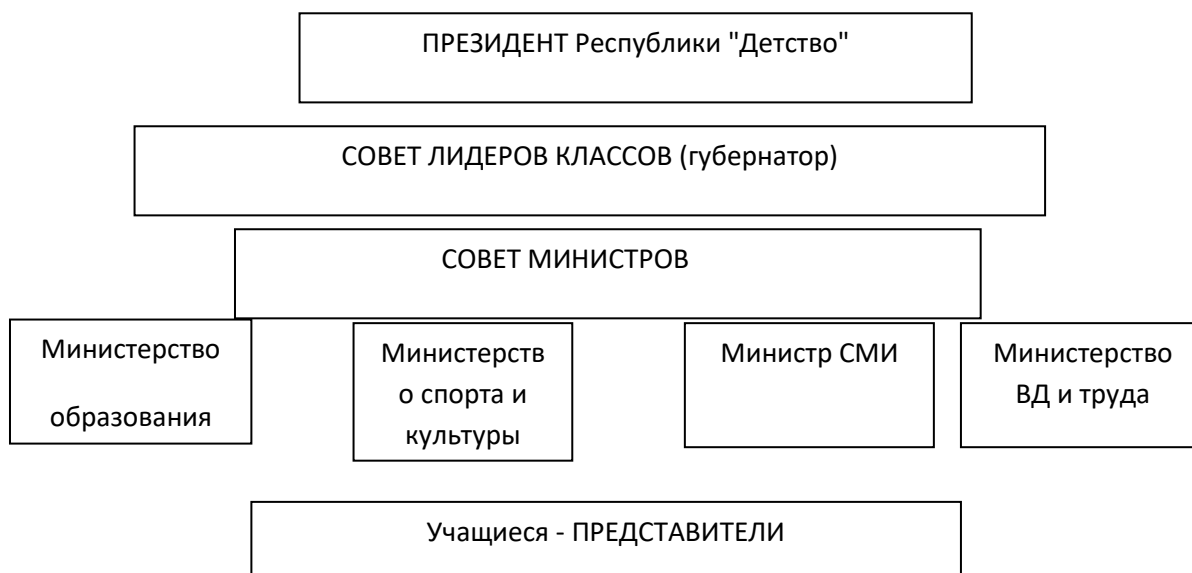 ПРЕЗИДЕНТ Республики "Детство"
СОВЕТ ЛИДЕРОВ КЛАССОВ (губернатор)
СОВЕТ МИНИСТРОВ
Министерство
образования
Министерств
о спорта и
культуры
Министр СМИ
Министерство
ВД и труда
Учащиеся - ПРЕДСТАВИТЕЛИ